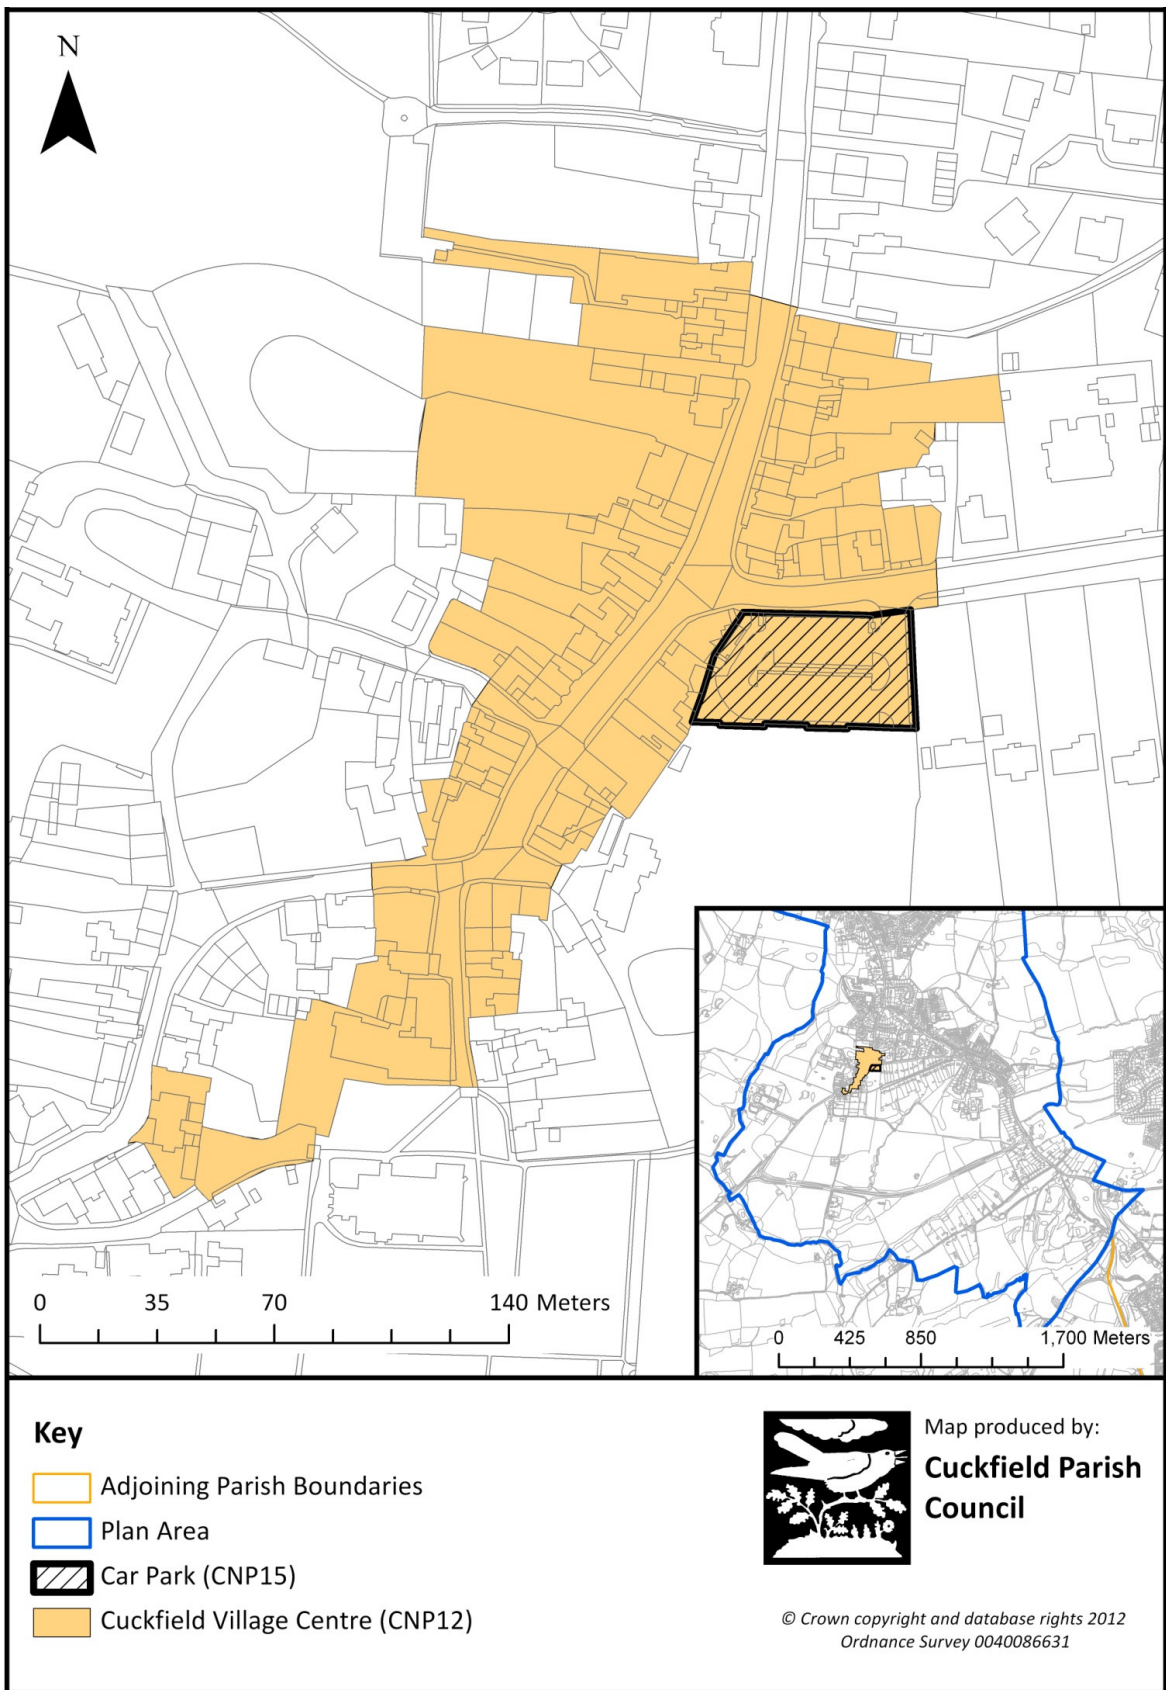 N
0 35 70 140 Meters
0 425 850 1,700 Meters
Key
Adjoining Parish Boundaries
Plan Area
Car Park (CNP15)
Cuckfield Village Centre (CNP12)
Map produced by:
Cuckfield Parish
Council
© Crown copyright and database rights 2012
Ordnance Survey 0040086631